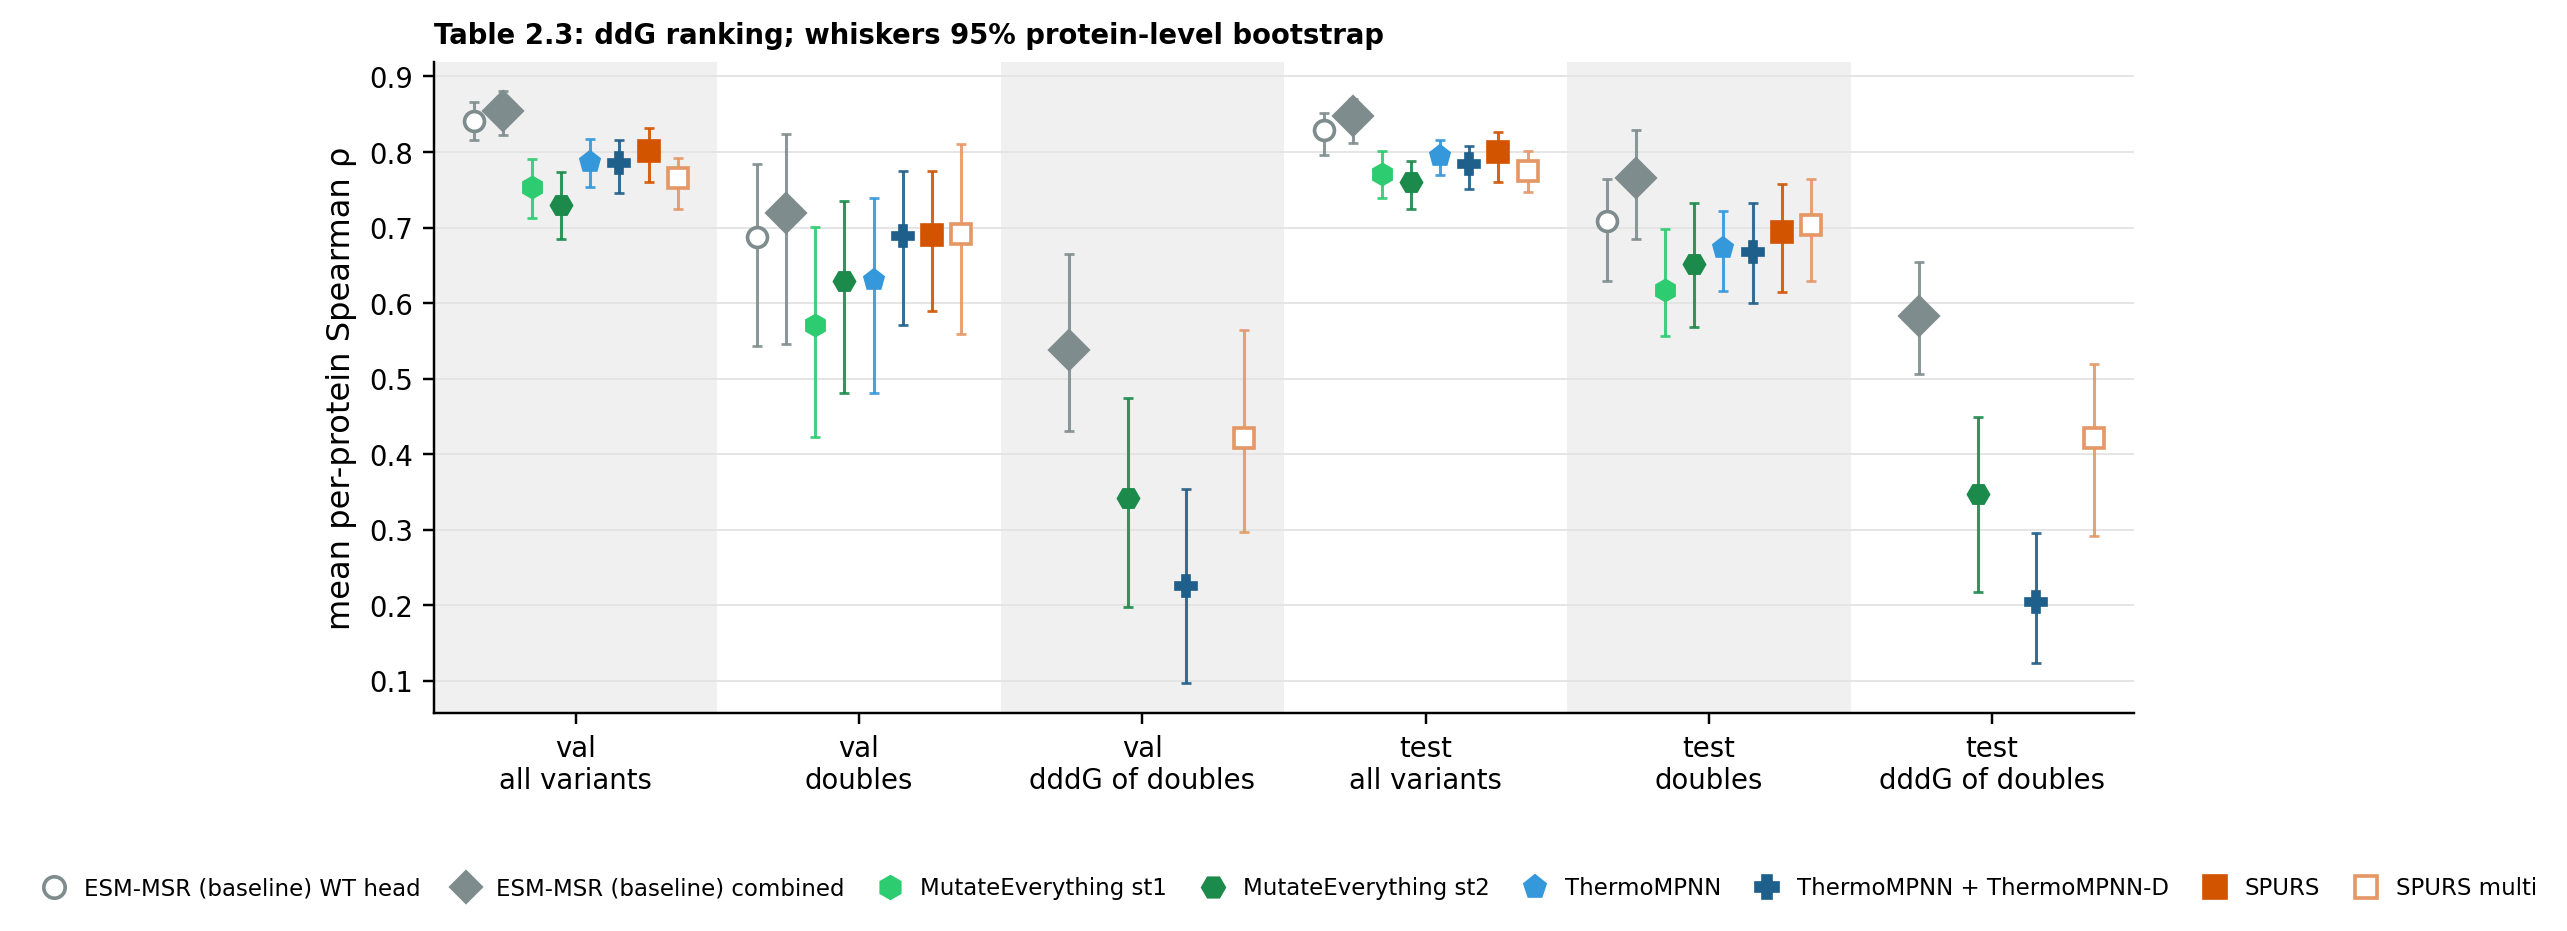 Table 2.3: ddG ranking; whiskers 95% protein-level bootstrap
mean per-protein Spearman ρ
0.9
0.8
0.7
0.6
0.5
0.4
0.3
0.2
0.1
val
all variants
val
doubles
val
dddG of doubles
test
all variants
test
doubles
test
dddG of doubles
ESM-MSR (baseline) WT head
ESM-MSR (baseline) combined
MutateEverything st1
MutateEverything st2
ThermoMPNN
ThermoMPNN + ThermoMPNN-D
SPURS
SPURS multi